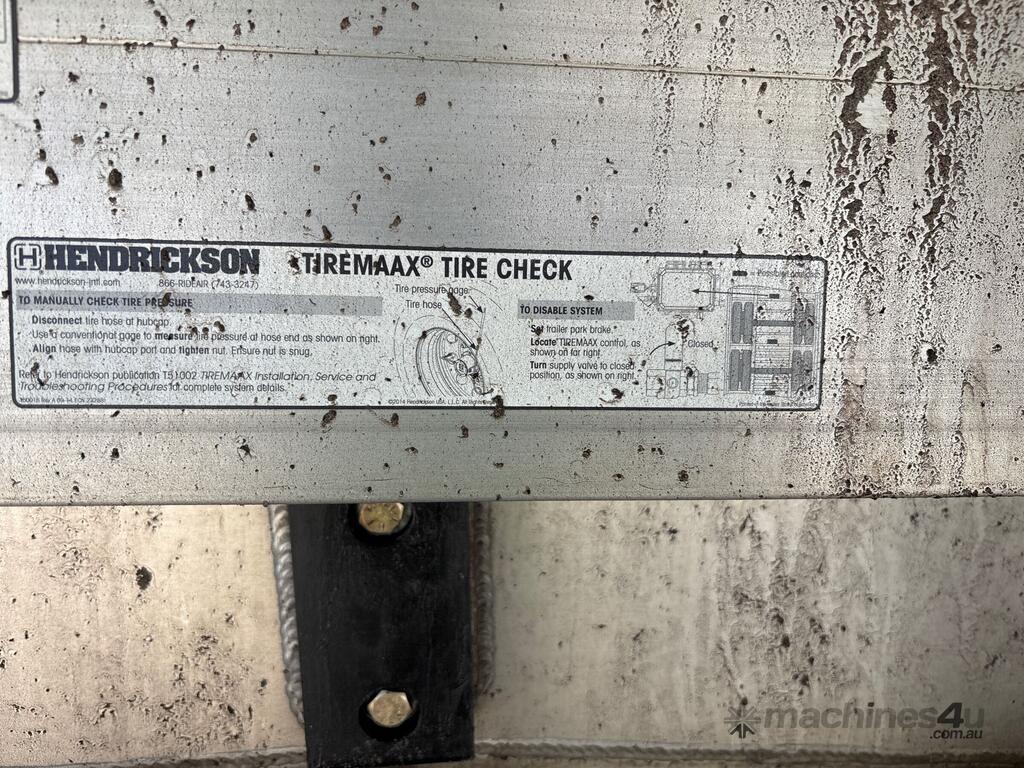 H HENDRICKSON
TIREMAAX® TIRE CHECK
www.hendrickson-intl.com 866-RIDEAIR (743-3247)
TO MANUALLY CHECK TIRE PRESSURE
Disconnect tire hose at hubcap.
Use a conventional gage to measure tire pressure at hose end as shown on right.
Align hose with hubcap port and tighten nut. Ensure nut is snug.
Refer to Hendrickson publication T51002 TIREMAAX Installation, Service and
Troubleshooting Procedures for complete system details.
Tire pressure gage
Tire hose
©2014 Hendrickson USA, L.L.C. All rights
TO DISABLE SYSTEM
Set trailer park brake.*
Locate TIREMAAX control, as
shown on far right.
Turn supply valve to closed
position, as shown on right.
Closed
machines4u
.com.au